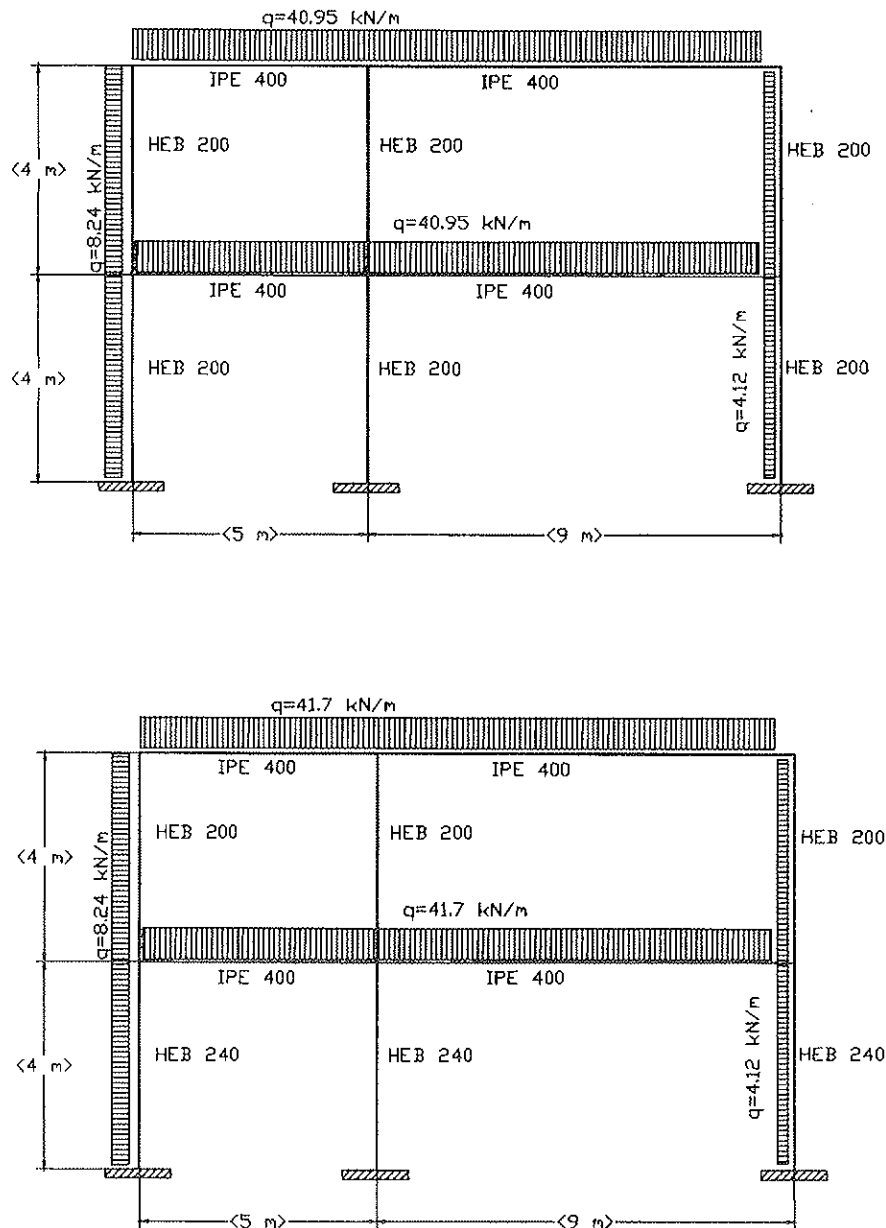 q=40.95 kN/m
IPE 400
IPE 400
HEB 200
HEB 200
HEB 200
<4 m>
q=8.24 kN/m
q=40.95 kN/m
IPE 400
IPE 400
<4 m>
HEB 200
HEB 200
q=4.12 kN/m
HEB 200
<5 m>
<9 m>
q=41.7 kN/m
IPE 400
IPE 400
HEB 200
HEB 200
HEB 200
<4 m>
q=8.24 kN/m
q=41.7 kN/m
IPE 400
IPE 400
<4 m>
HEB 240
HEB 240
q=4.12 kN/m
HEB 240
<5 m>
<9 m>